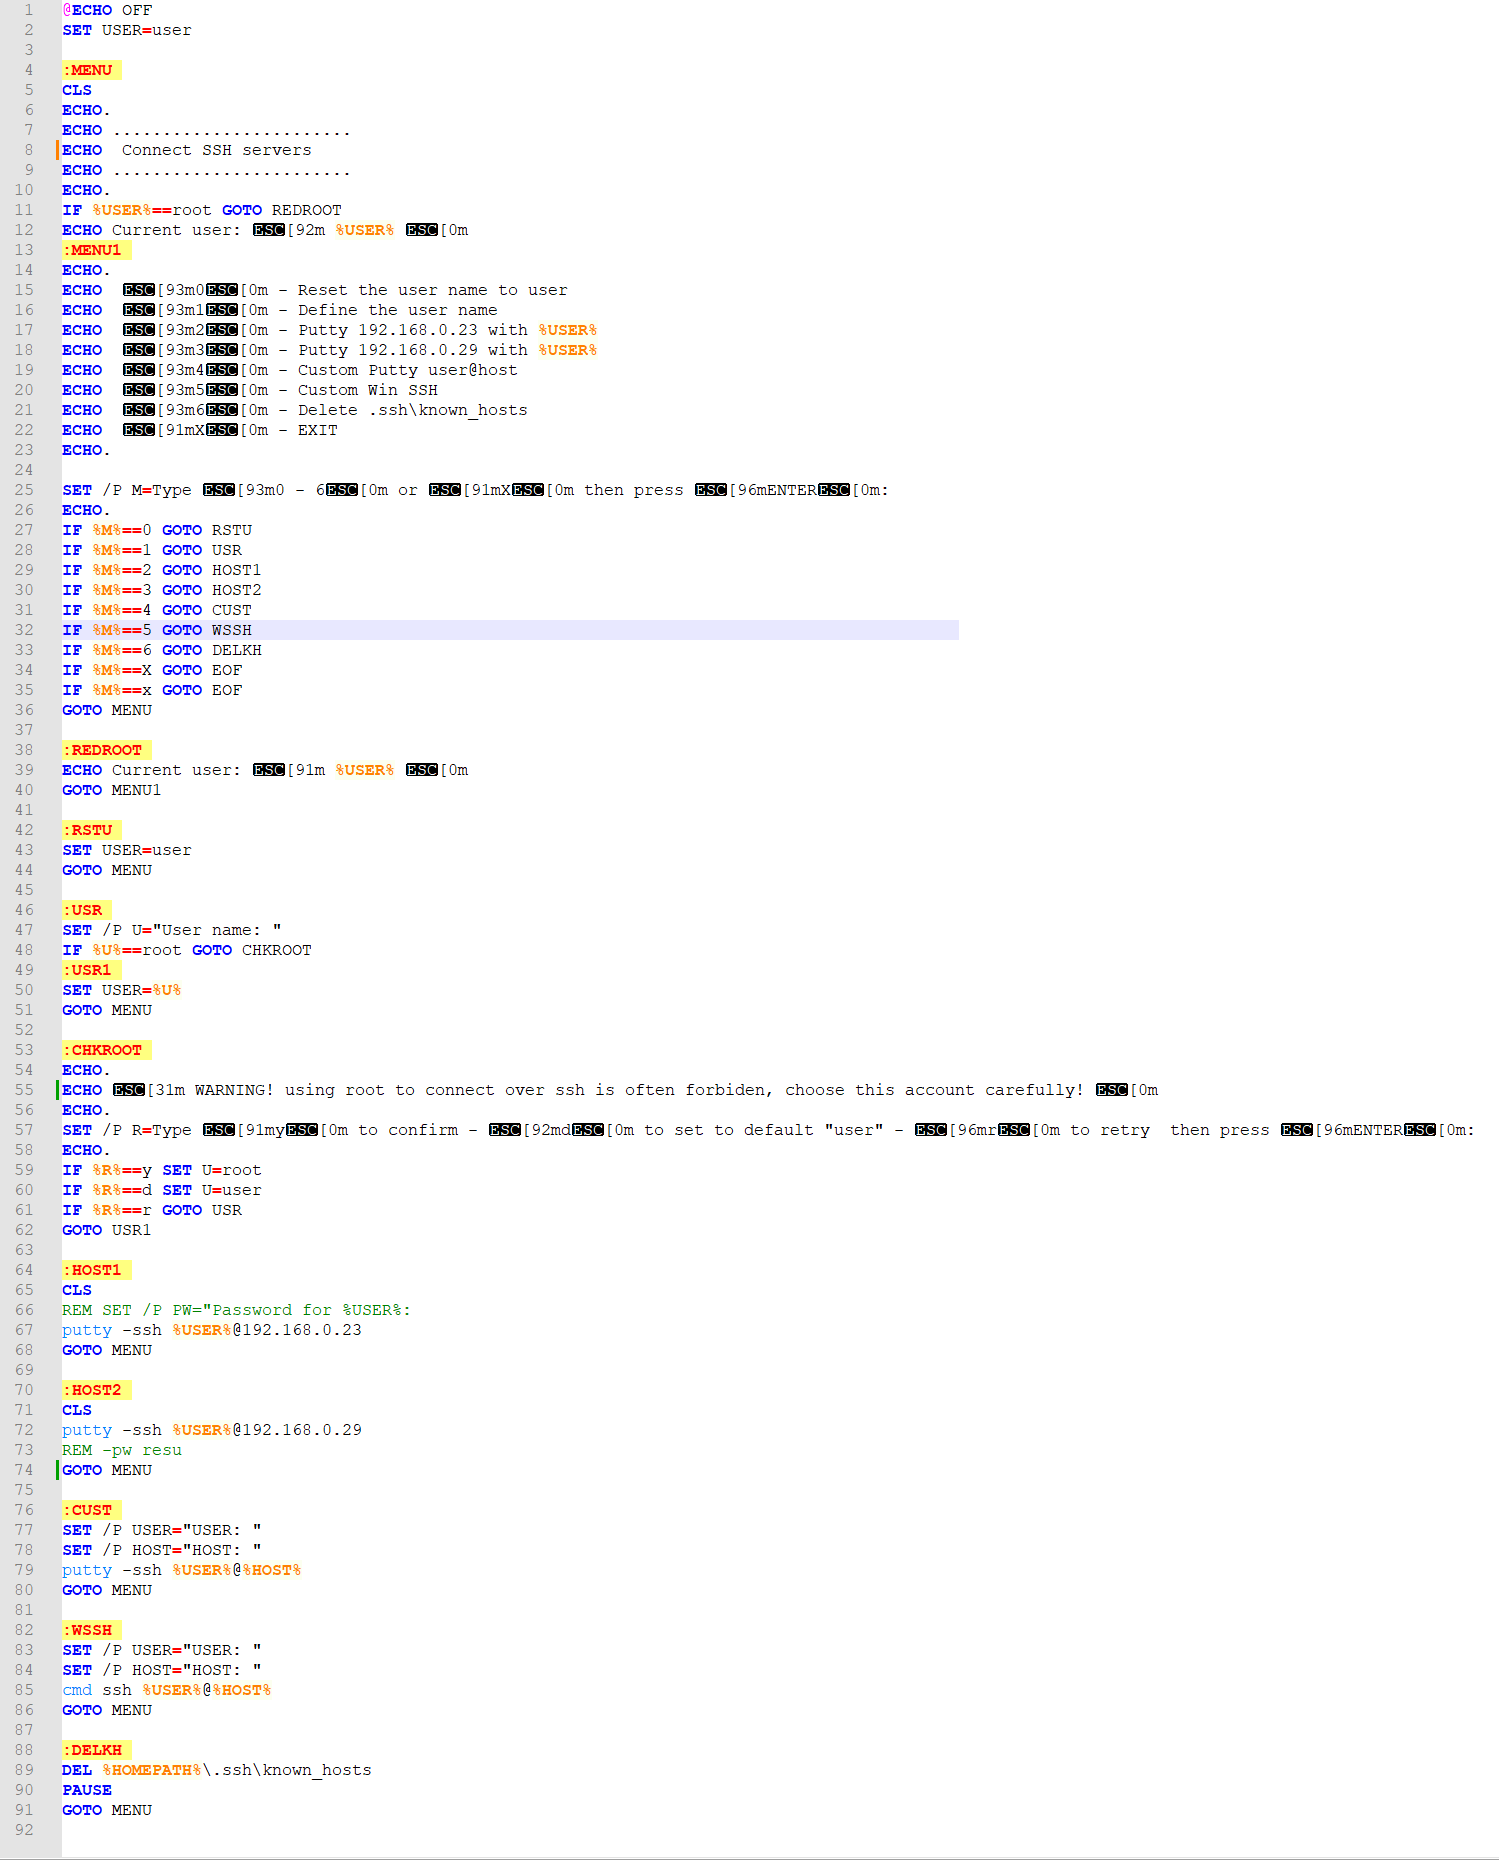 1 @ECHO OFF
2 SET USER=user
3
4 :MENU
5 CLS
6 ECHO.
7 ECHO ........................
8 ECHO  Connect SSH servers
9 ECHO ........................
10 ECHO.
11 IF %USER%==root GOTO REDROOT
12 ECHO Current user: ESC[92m %USER% ESC[0m
13 :MENU1
14 ECHO.
15 ECHO  ESC[93m0ESC[0m - Reset the user name to user
16 ECHO  ESC[93m1ESC[0m - Define the user name
17 ECHO  ESC[93m2ESC[0m - Putty 192.168.0.23 with %USER%
18 ECHO  ESC[93m3ESC[0m - Putty 192.168.0.29 with %USER%
19 ECHO  ESC[93m4ESC[0m - Custom Putty user@host
20 ECHO  ESC[93m5ESC[0m - Custom Win SSH
21 ECHO  ESC[93m6ESC[0m - Delete .ssh\known_hosts
22 ECHO  ESC[91mXESC[0m - EXIT
23 ECHO.
24
25 SET /P M=Type ESC[93m0 - 6ESC[0m or ESC[91mXESC[0m then press ESC[96mENTERESC[0m:
26 ECHO.
27 IF %M%==0 GOTO RSTU
28 IF %M%==1 GOTO USR
29 IF %M%==2 GOTO HOST1
30 IF %M%==3 GOTO HOST2
31 IF %M%==4 GOTO CUST
32 IF %M%==5 GOTO WSSH
33 IF %M%==6 GOTO DELKH
34 IF %M%==X GOTO EOF
35 IF %M%==x GOTO EOF
36 GOTO MENU
37
38 :REDROOT
39 ECHO Current user: ESC[91m %USER% ESC[0m
40 GOTO MENU1
41
42 :RSTU
43 SET USER=user
44 GOTO MENU
45
46 :USR
47 SET /P U="User name: "
48 IF %U%==root GOTO CHKROOT
49 :USR1
50 SET USER=%U%
51 GOTO MENU
52
53 :CHKROOT
54 ECHO.
55 ECHO ESC[31m WARNING! using root to connect over ssh is often forbiden, choose this account carefully! ESC[0m
56 ECHO.
57 SET /P R=Type ESC[91myESC[0m to confirm - ESC[92mdESC[0m to set to default "user" - ESC[96mrESC[0m to retry  then press ESC[96mENTERESC[0m:
58 ECHO.
59 IF %R%==y SET U=root
60 IF %R%==d SET U=user
61 IF %R%==r GOTO USR
62 GOTO USR1
63
64 :HOST1
65 CLS
66 REM SET /P PW="Password for %USER%:
67 putty -ssh %USER%@192.168.0.23
68 GOTO MENU
69
70 :HOST2
71 CLS
72 putty -ssh %USER%@192.168.0.29
73 REM -pw resu
74 GOTO MENU
75
76 :CUST
77 SET /P USER="USER: "
78 SET /P HOST="HOST: "
79 putty -ssh %USER%@%HOST%
80 GOTO MENU
81
82 :WSSH
83 SET /P USER="USER: "
84 SET /P HOST="HOST: "
85 cmd ssh %USER%@%HOST%
86 GOTO MENU
87
88 :DELKH
89 DEL %HOMEPATH%\.ssh\known_hosts
90 PAUSE
91 GOTO MENU
92